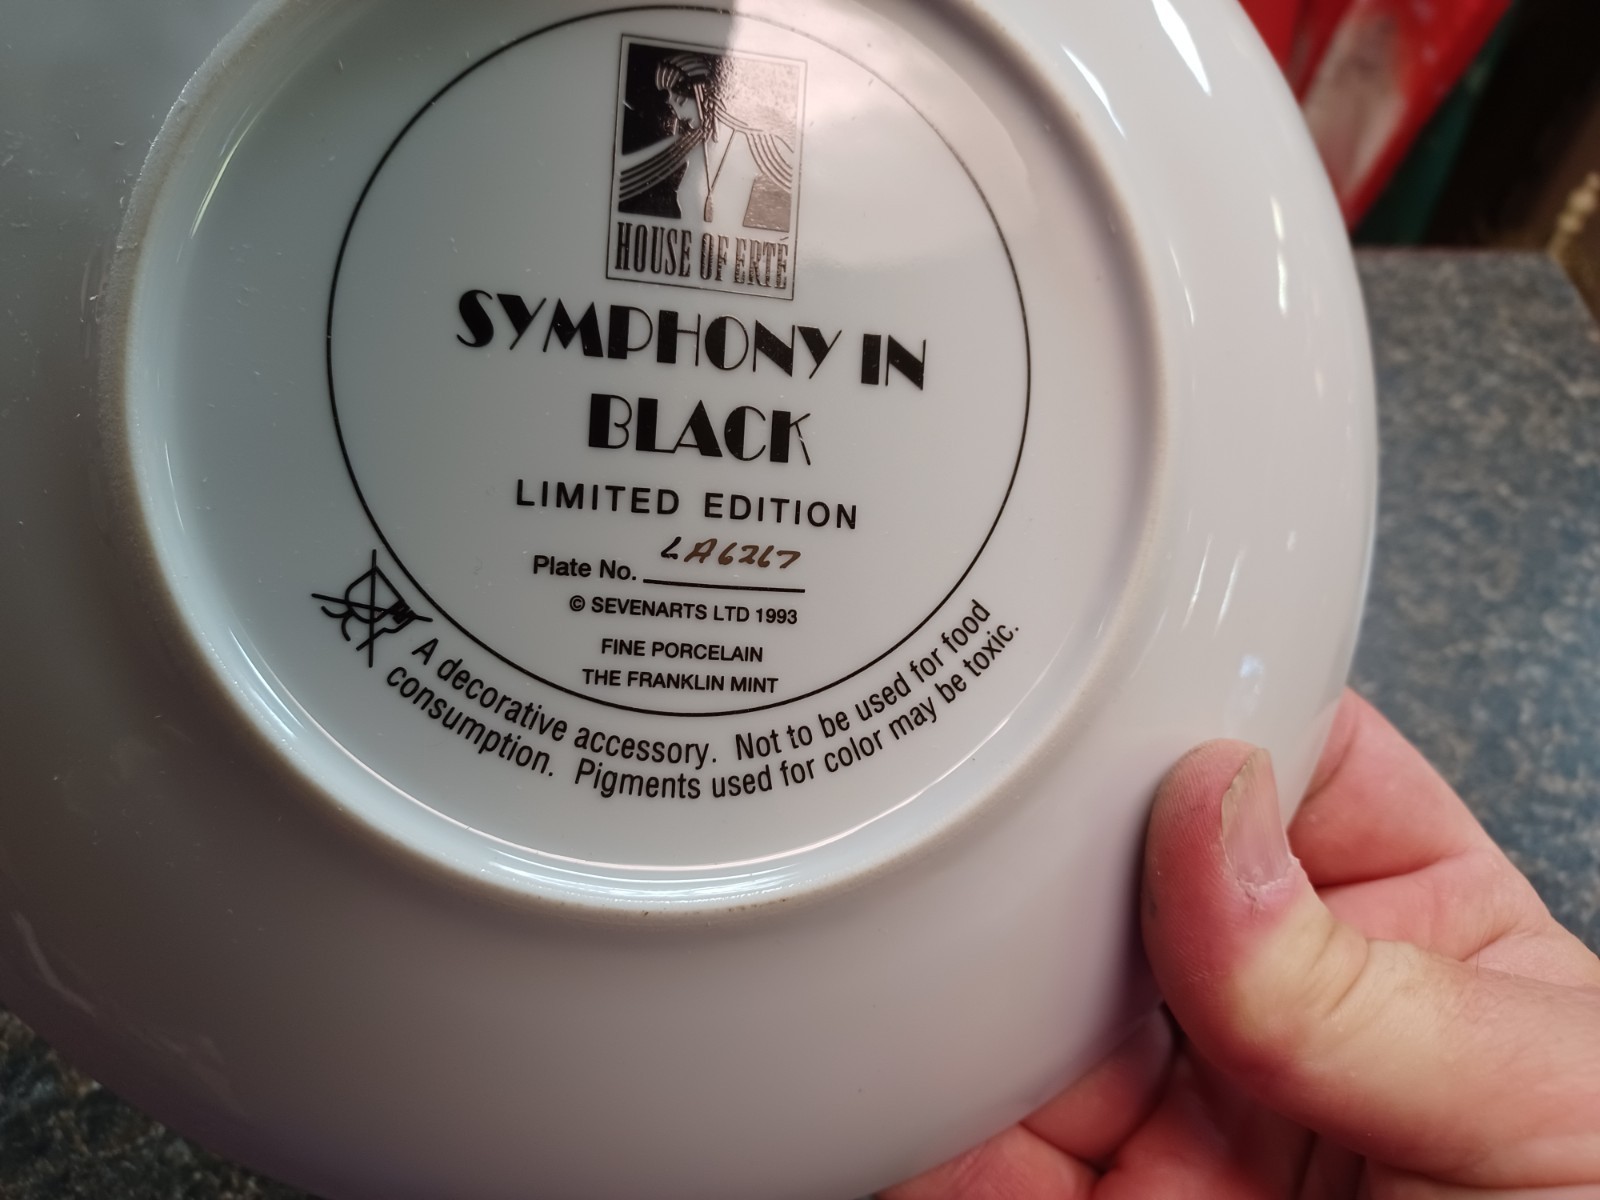 HOUSE OF ERTÉ
SYMPHONY IN
BLACK
LIMITED EDITION
Plate No. LA6267
© SEVENARTS LTD 1993
FINE PORCELAIN
THE FRANKLIN MINT
A decorative accessory. Not to be used for food
consumption. Pigments used for color may be toxic.